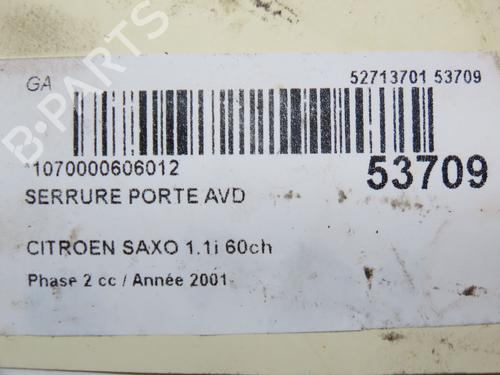 GA
52713701 53709
*1070000606012
53709
SERRURE PORTE AVD
CITROEN SAXO 1.1i 60ch
Phase 2 cc / Année 2001
B-PARTS